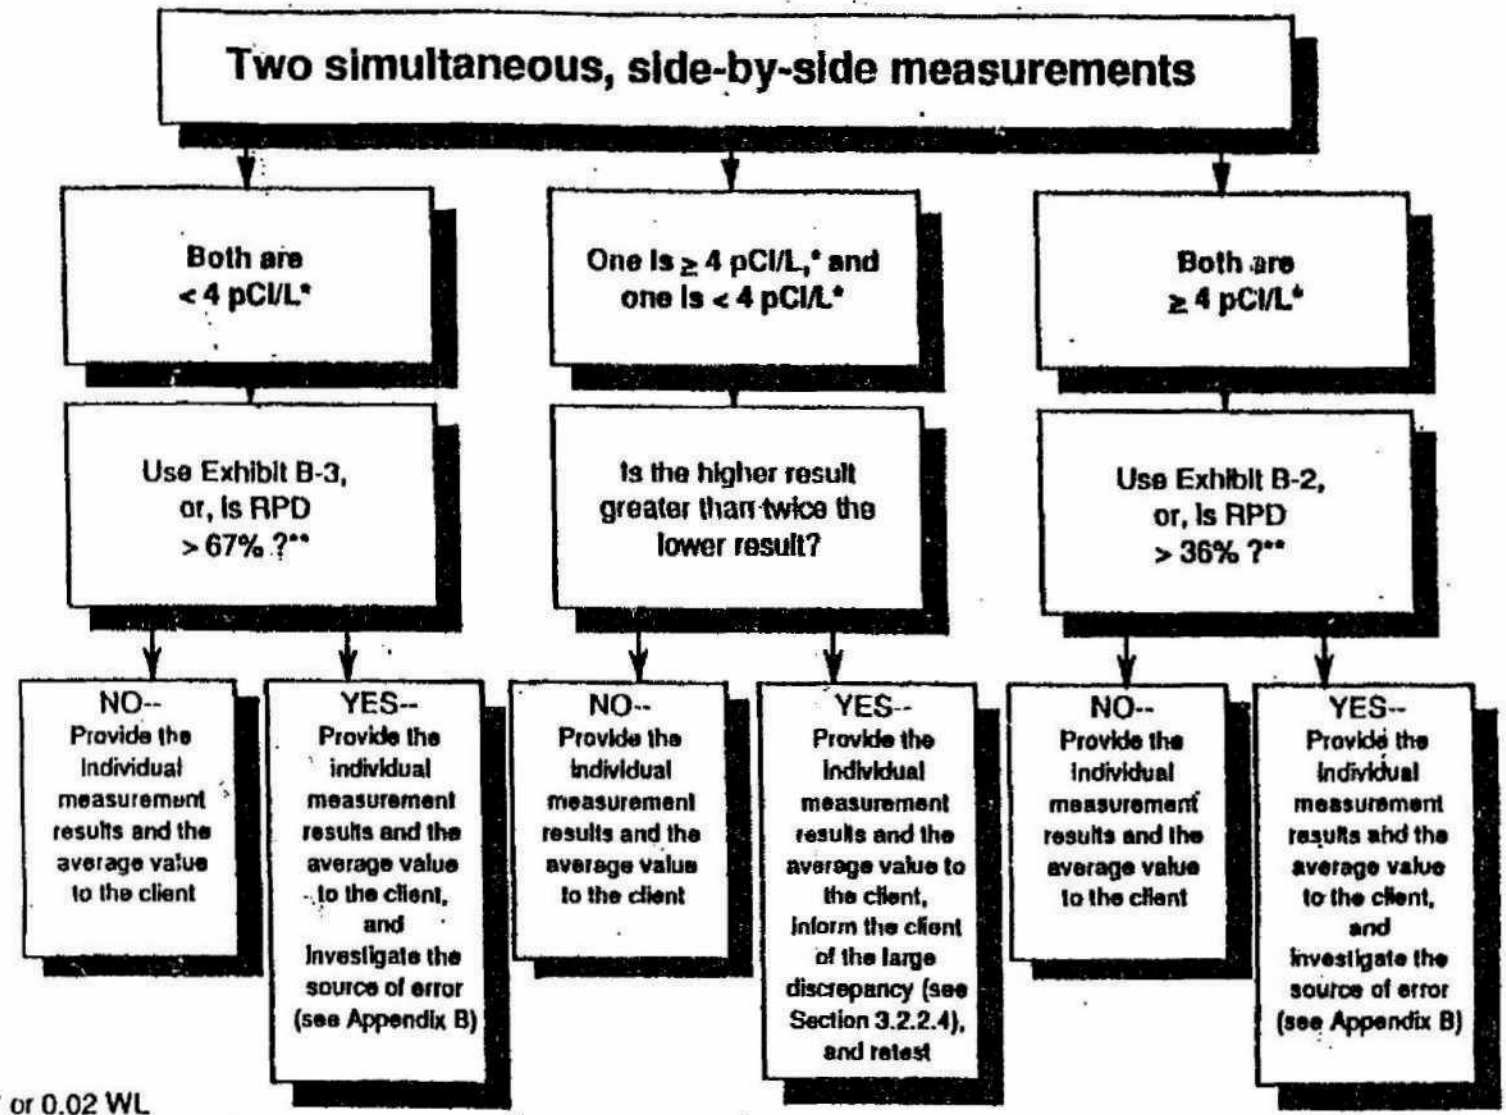 Two simultaneous, side-by-side measurements
Both are
< 4 pCi/L*
One is ≥ 4 pCi/L,* and
one is < 4 pCi/L*
Both are
≥ 4 pCi/L*
Use Exhibit B-3,
or, is RPD
> 67% ?**
Is the higher result
greater than twice the
lower result?
Use Exhibit B-2,
or, is RPD
> 36% ?**
NO--
Provide the
individual
measurement
results and the
average value
to the client
YES--
Provide the
individual
measurement
results and the
average value
to the client,
and
investigate the
source of error
(see Appendix B)
NO--
Provide the
individual
measurement
results and the
average value
to the client
YES--
Provide the
individual
measurement
results and the
average value to
the client,
inform the client
of the large
discrepancy (see
Section 3.2.2.4),
and retest
NO--
Provide the
individual
measurement
results and the
average value
to the client
YES--
Provide the
individual
measurement
results and the
average value
to the client,
and
investigate the
source of error
(see Appendix B)
* or 0.02 WL